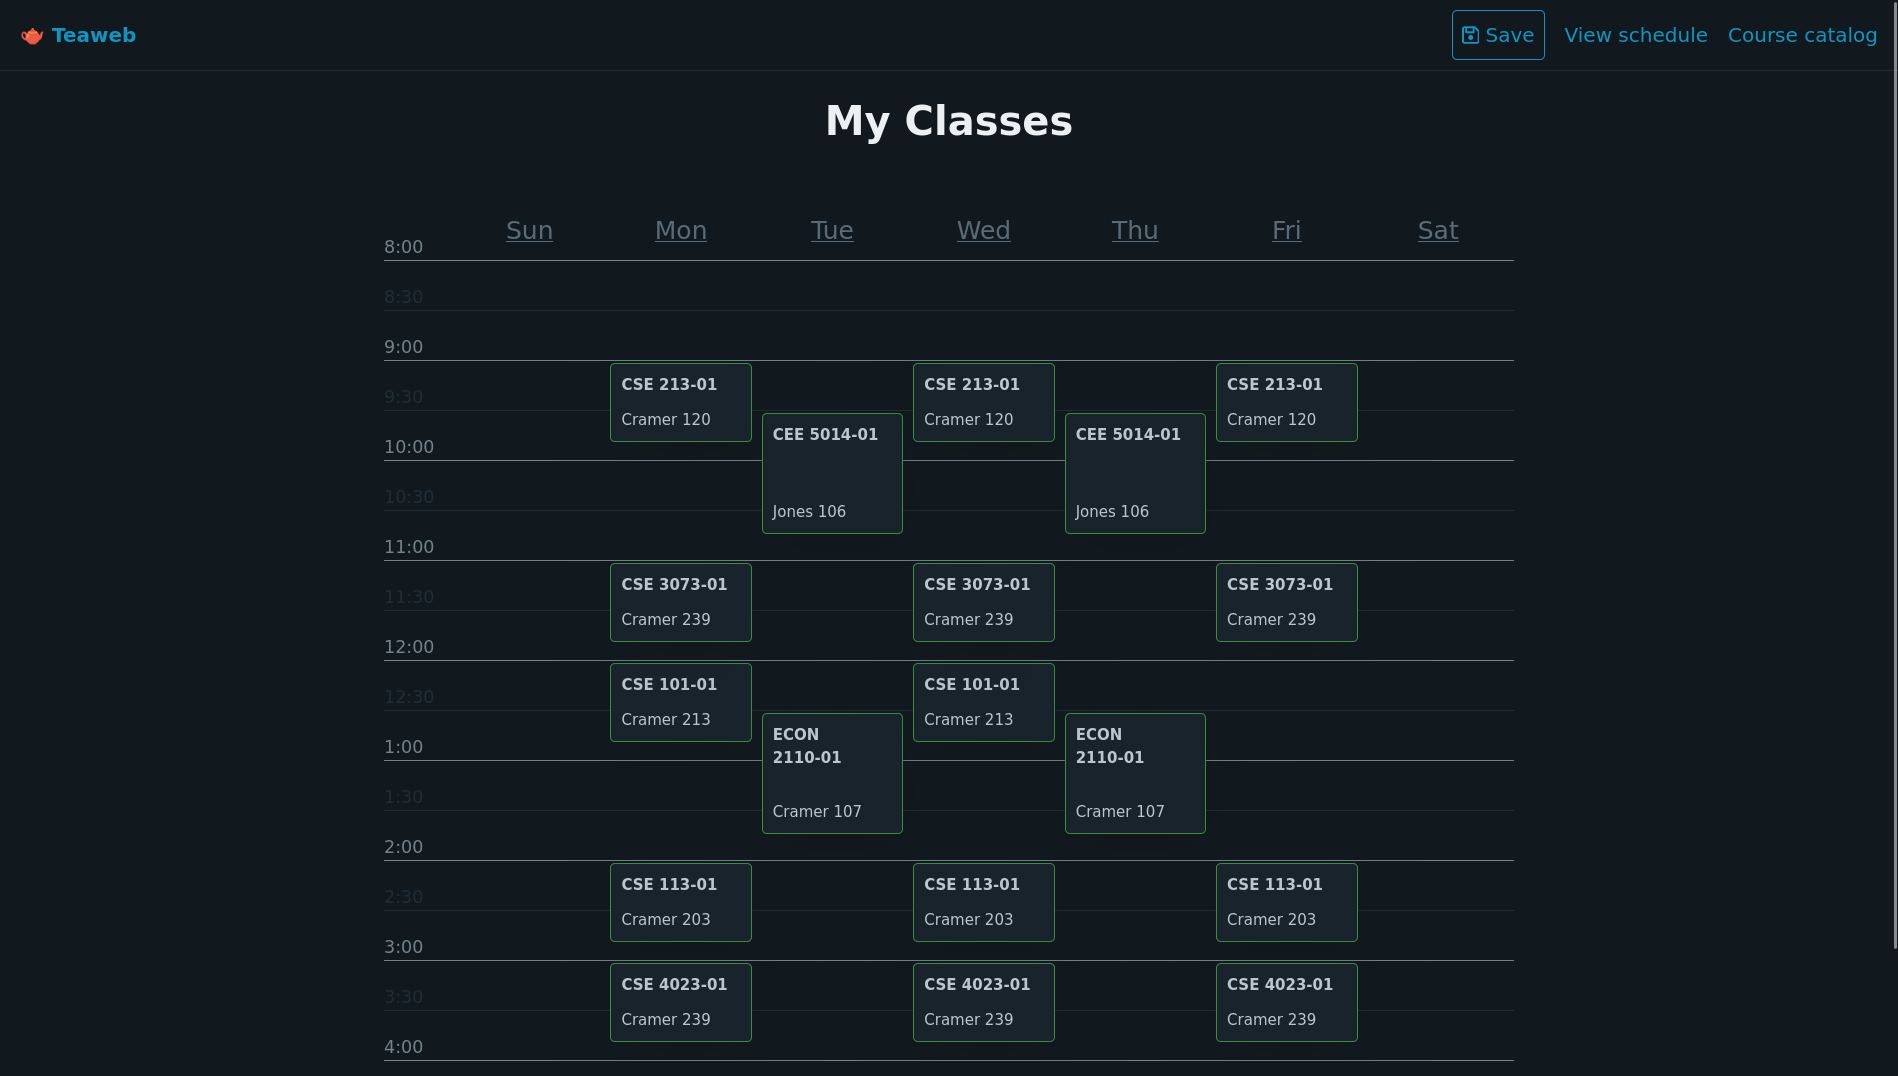 Teaweb
Save View schedule Course catalog
My Classes
Sun Mon Tue Wed Thu Fri Sat
8:00
8:30
9:00
CSE 213-01 CSE 213-01 CSE 213-01
9:30
Cramer 120 Cramer 120 Cramer 120
CEE 5014-01 CEE 5014-01
10:00
10:30
Jones 106 Jones 106
11:00
CSE 3073-01 CSE 3073-01 CSE 3073-01
11:30
Cramer 239 Cramer 239 Cramer 239
12:00
CSE 101-01 CSE 101-01
12:30
Cramer 213 Cramer 213
ECON ECON
1:00
2110-01 2110-01
1:30
Cramer 107 Cramer 107
2:00
CSE 113-01 CSE 113-01 CSE 113-01
2:30
Cramer 203 Cramer 203 Cramer 203
3:00
CSE 4023-01 CSE 4023-01 CSE 4023-01
3:30
Cramer 239 Cramer 239 Cramer 239
4:00